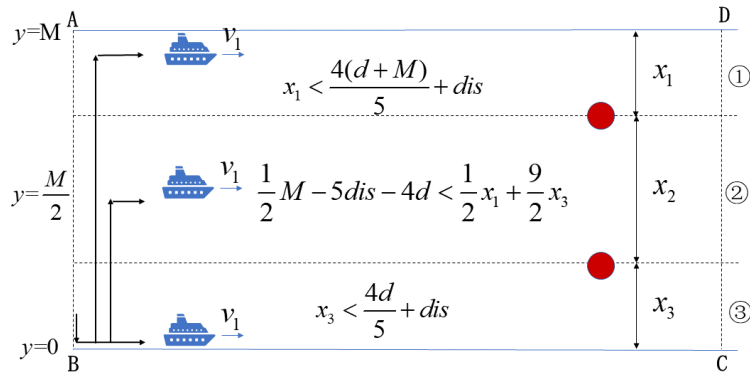 A
D
y=M
v₁
x₁ < 4(d+M)/5 + dis
x₁
①
y=M/2
v₁
1/2 M − 5dis − 4d < 1/2 x₁ + 9/2 x₃
x₂
②
v₁
x₃ < 4d/5 + dis
x₃
③
y=0
B
C